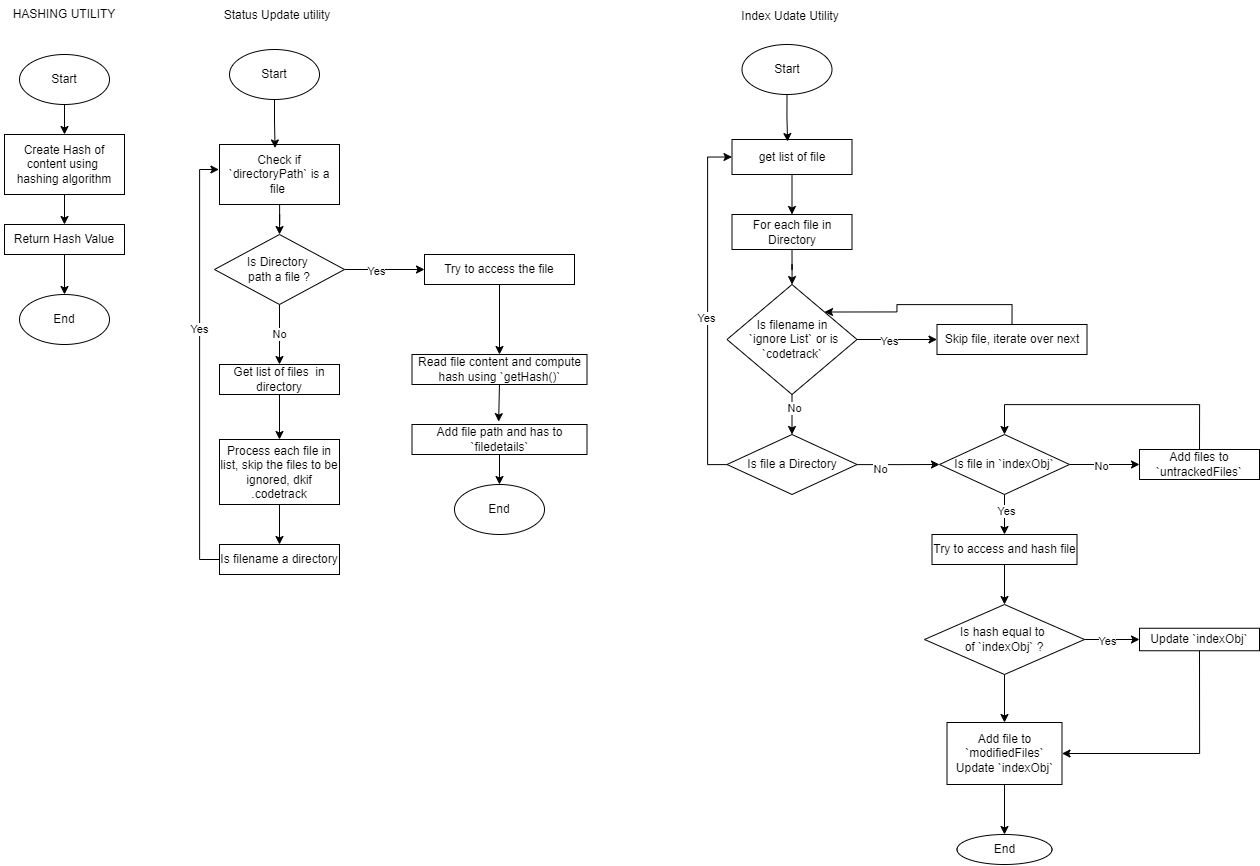 HASHING UTILITY
Start
Create Hash of
content using
hashing algorithm
Return Hash Value
End
Status Update utility
Start
Check if
`directoryPath` is a
file
Is Directory
path a file ?
Yes
Try to access the file
No
Yes
Get list of files in
directory
Read file content and compute
hash using `getHash()`
Process each file in
list, skip the files to be
ignored, dkif
.codetrack
Add file path and has to
`filedetails`
End
Is filename a directory
Index Udate Utility
Start
get list of file
For each file in
Directory
Is filename in
`ignore List` or is
`codetrack`
Yes
Skip file, iterate over next
Yes
No
Is file a Directory
No
Is file in `indexObj`
No
Add files to
`untrackedFiles`
Yes
Try to access and hash file
Is hash equal to
of `indexObj` ?
Yes
Update `indexObj`
Add file to
`modifiedFiles`
Update `indexObj`
End